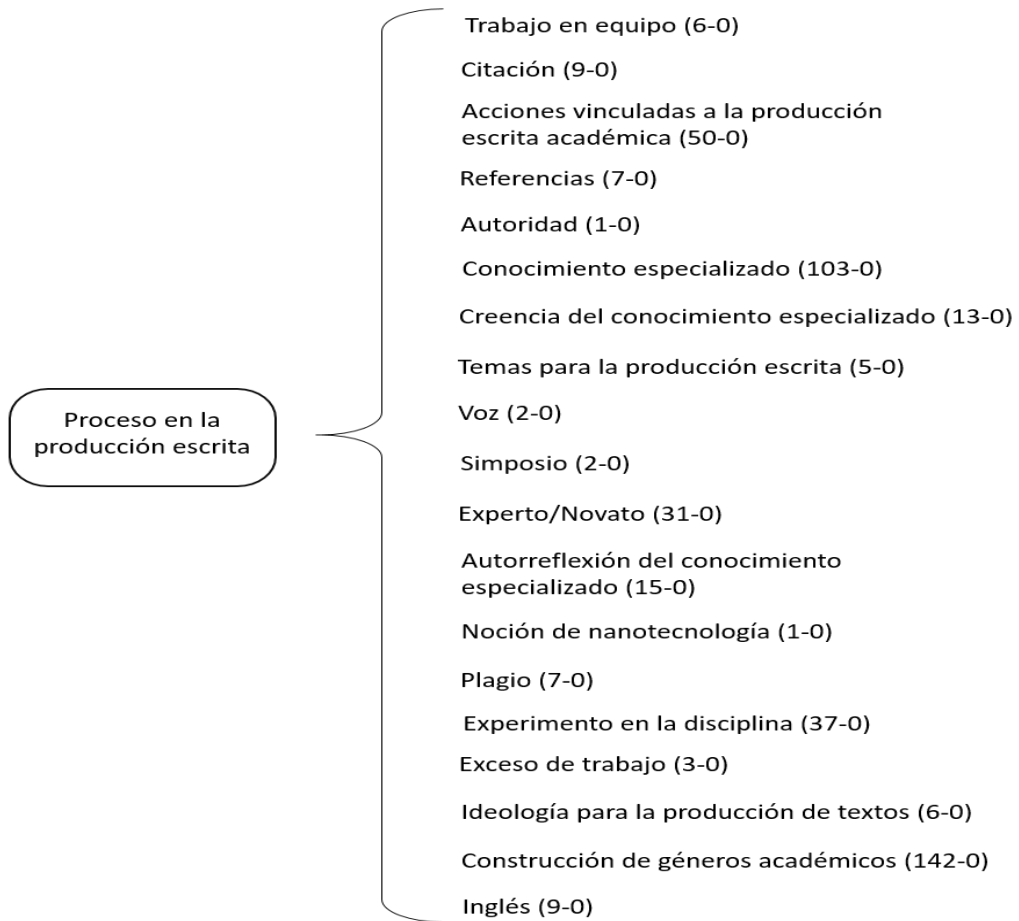 Trabajo en equipo (6-0)
Citación (9-0)
Acciones vinculadas a la producción
escrita académica (50-0)
Referencias (7-0)
Autoridad (1-0)
Conocimiento especializado (103-0)
Creencia del conocimiento especializado (13-0)
Temas para la producción escrita (5-0)
Proceso en la
producción escrita
Voz (2-0)
Simposio (2-0)
Experto/Novato (31-0)
Autorreflexión del conocimiento
especializado (15-0)
Noción de nanotecnología (1-0)
Plagio (7-0)
Experimento en la disciplina (37-0)
Exceso de trabajo (3-0)
Ideología para la producción de textos (6-0)
Construcción de géneros académicos (142-0)
Inglés (9-0)